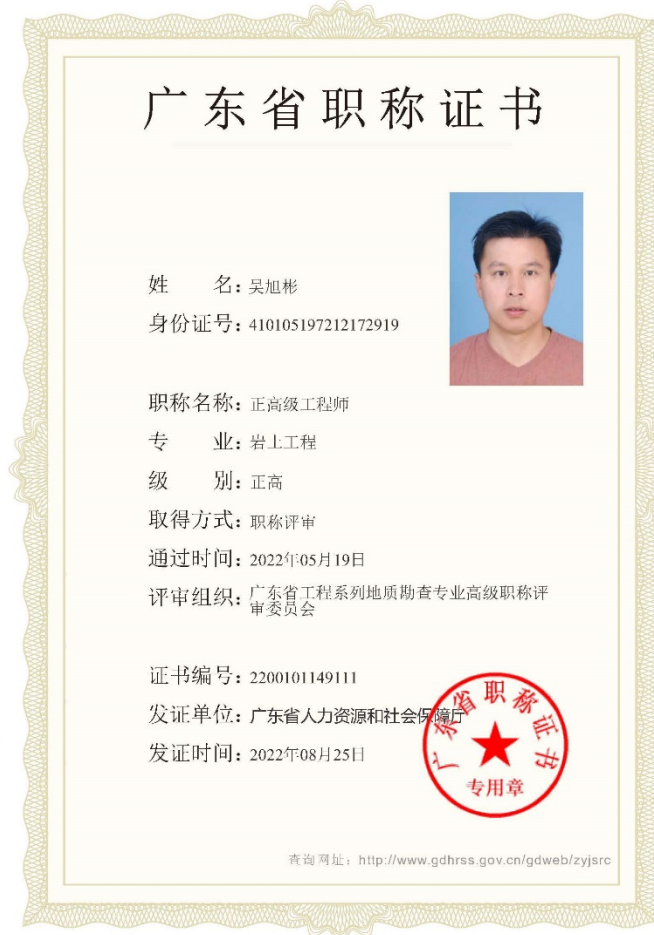 广东省职称证书
姓 名：吴旭彬
身份证号：410105197212172919
职称名称：正高级工程师
专 业：岩土工程
级 别：正高
取得方式：职称评审
通过时间：2022年05月19日
评审组织：广东省工程系列地质勘查专业高级职称评
审委员会
证书编号：2200101149111
发证单位：广东省人力资源和社会保障厅
发证时间：2022年08月25日
广东省职称证书
专用章
查询网址：http://www.gdhrss.gov.cn/gdweb/zyjsrc